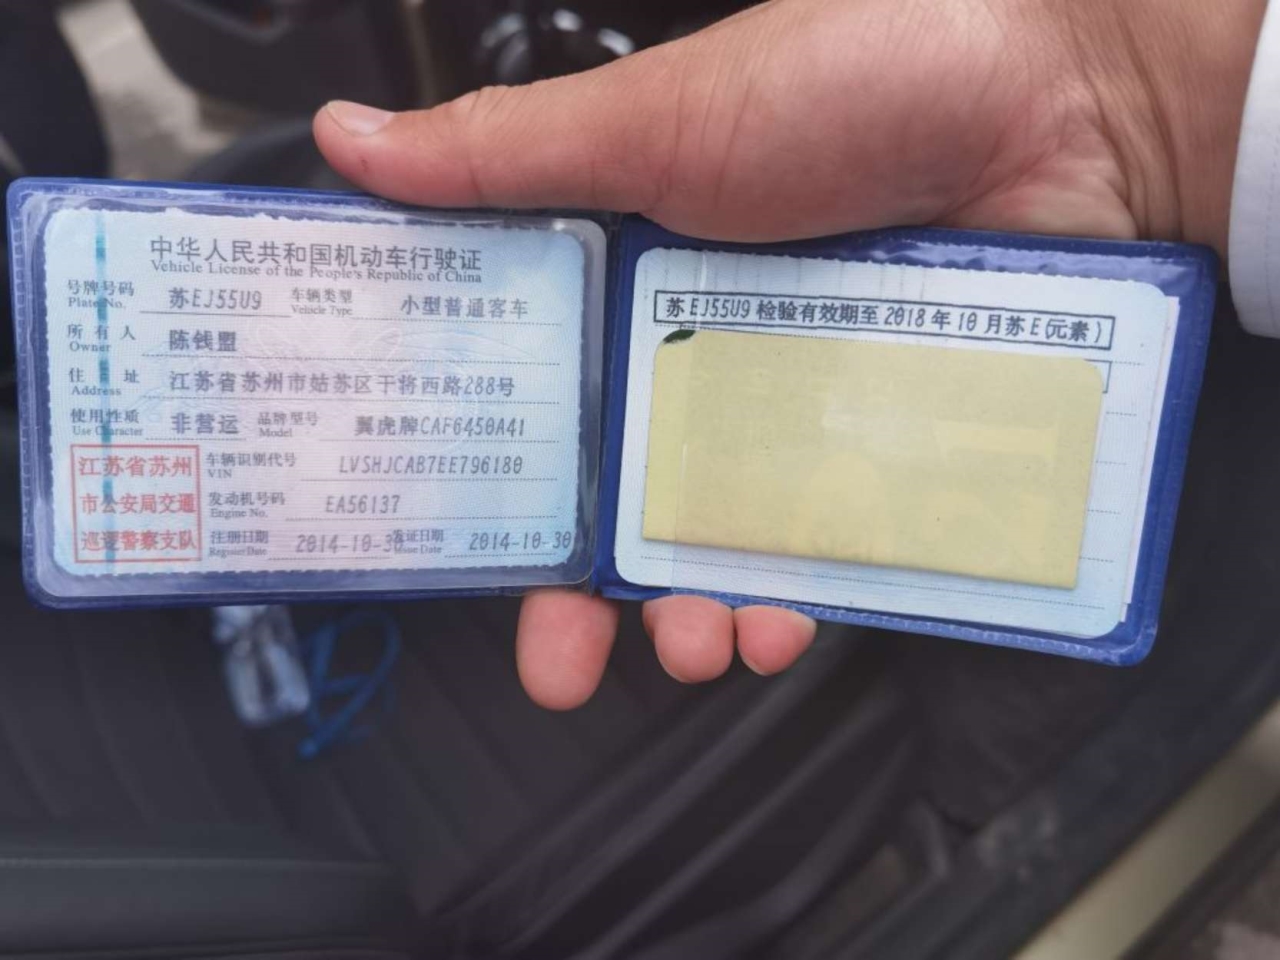 中华人民共和国机动车行驶证
Vehicle License of the People's Republic of China
号牌号码 苏EJ55U9 车辆类型 小型普通客车
Plate No. Vehicle Type
所有人 陈钱盟
Owner
住址 江苏省苏州市姑苏区干将西路288号
Address
使用性质 非营运 品牌型号 翼虎牌CAF6450A41
Use Character Model
江苏省苏州
市公安局交通
巡逻警察支队
车辆识别代号 LVSHJCAB7EE796180
VIN
发动机号码 EA56137
Engine No.
注册日期 2014-10-30 发证日期 2014-10-30
Register Date Issue Date
苏EJ55U9检验有效期至2018年10月苏E(元素)